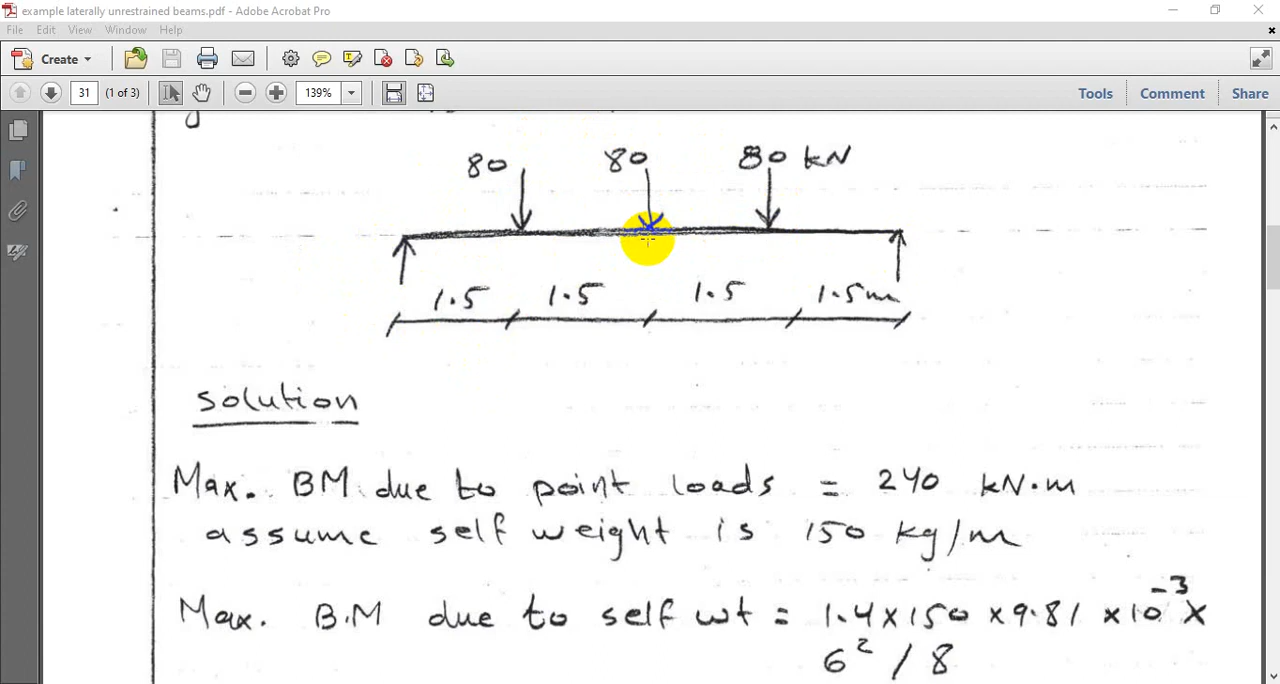 example laterally unrestrained beams.pdf - Adobe Acrobat Pro
File Edit View Window Help
Create
31 (1 of 3) 139% Tools Comment Share
80 80 80 kN
1.5 1.5 1.5 1.5m
solution
Max. BM due to point loads = 240 kN.m
assume self weight is 150 kg/m
Max. B.M due to self wt = 1.4 x 150 x 9.81 x 10⁻³ x
6² / 8